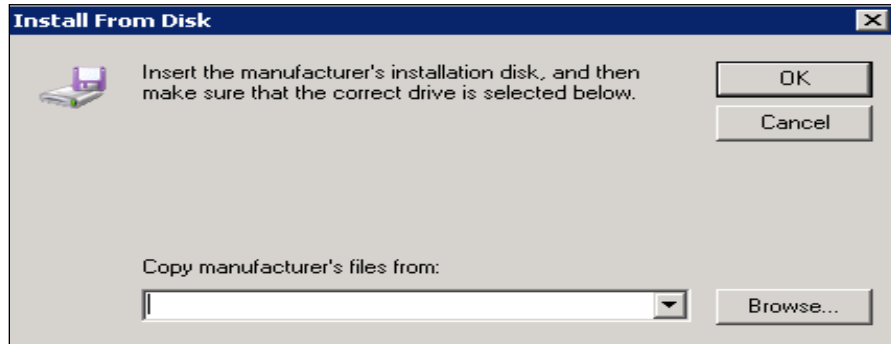 Install From Disk
Insert the manufacturer's installation disk, and then
make sure that the correct drive is selected below.
OK
Cancel
Copy manufacturer's files from:
Browse...